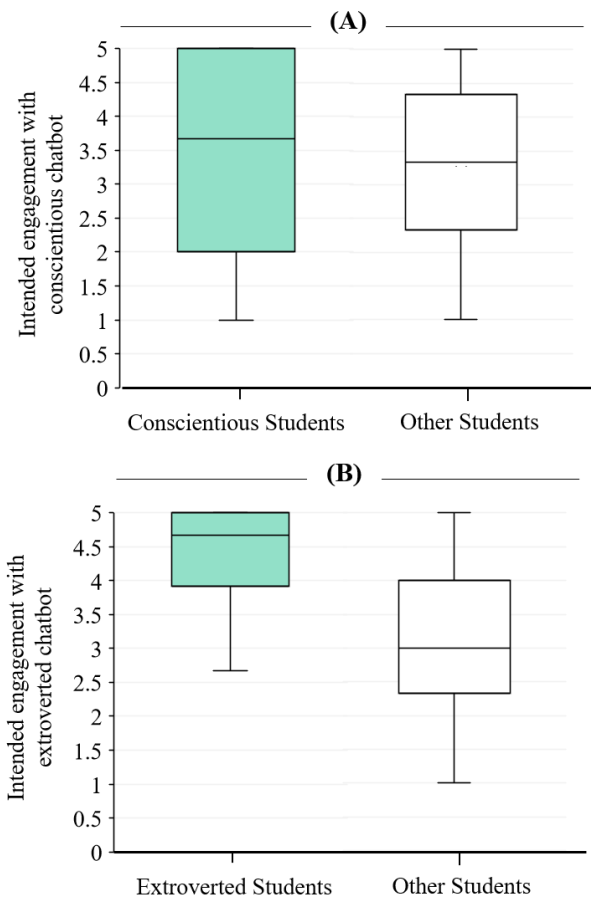 (A)
Intended engagement with
conscientious chatbot
5
4.5
4
3.5
3
2.5
2
1.5
1
0.5
0
Conscientious Students
Other Students
(B)
Intended engagement with
extroverted chatbot
5
4.5
4
3.5
3
2.5
2
1.5
1
0.5
0
Extroverted Students
Other Students